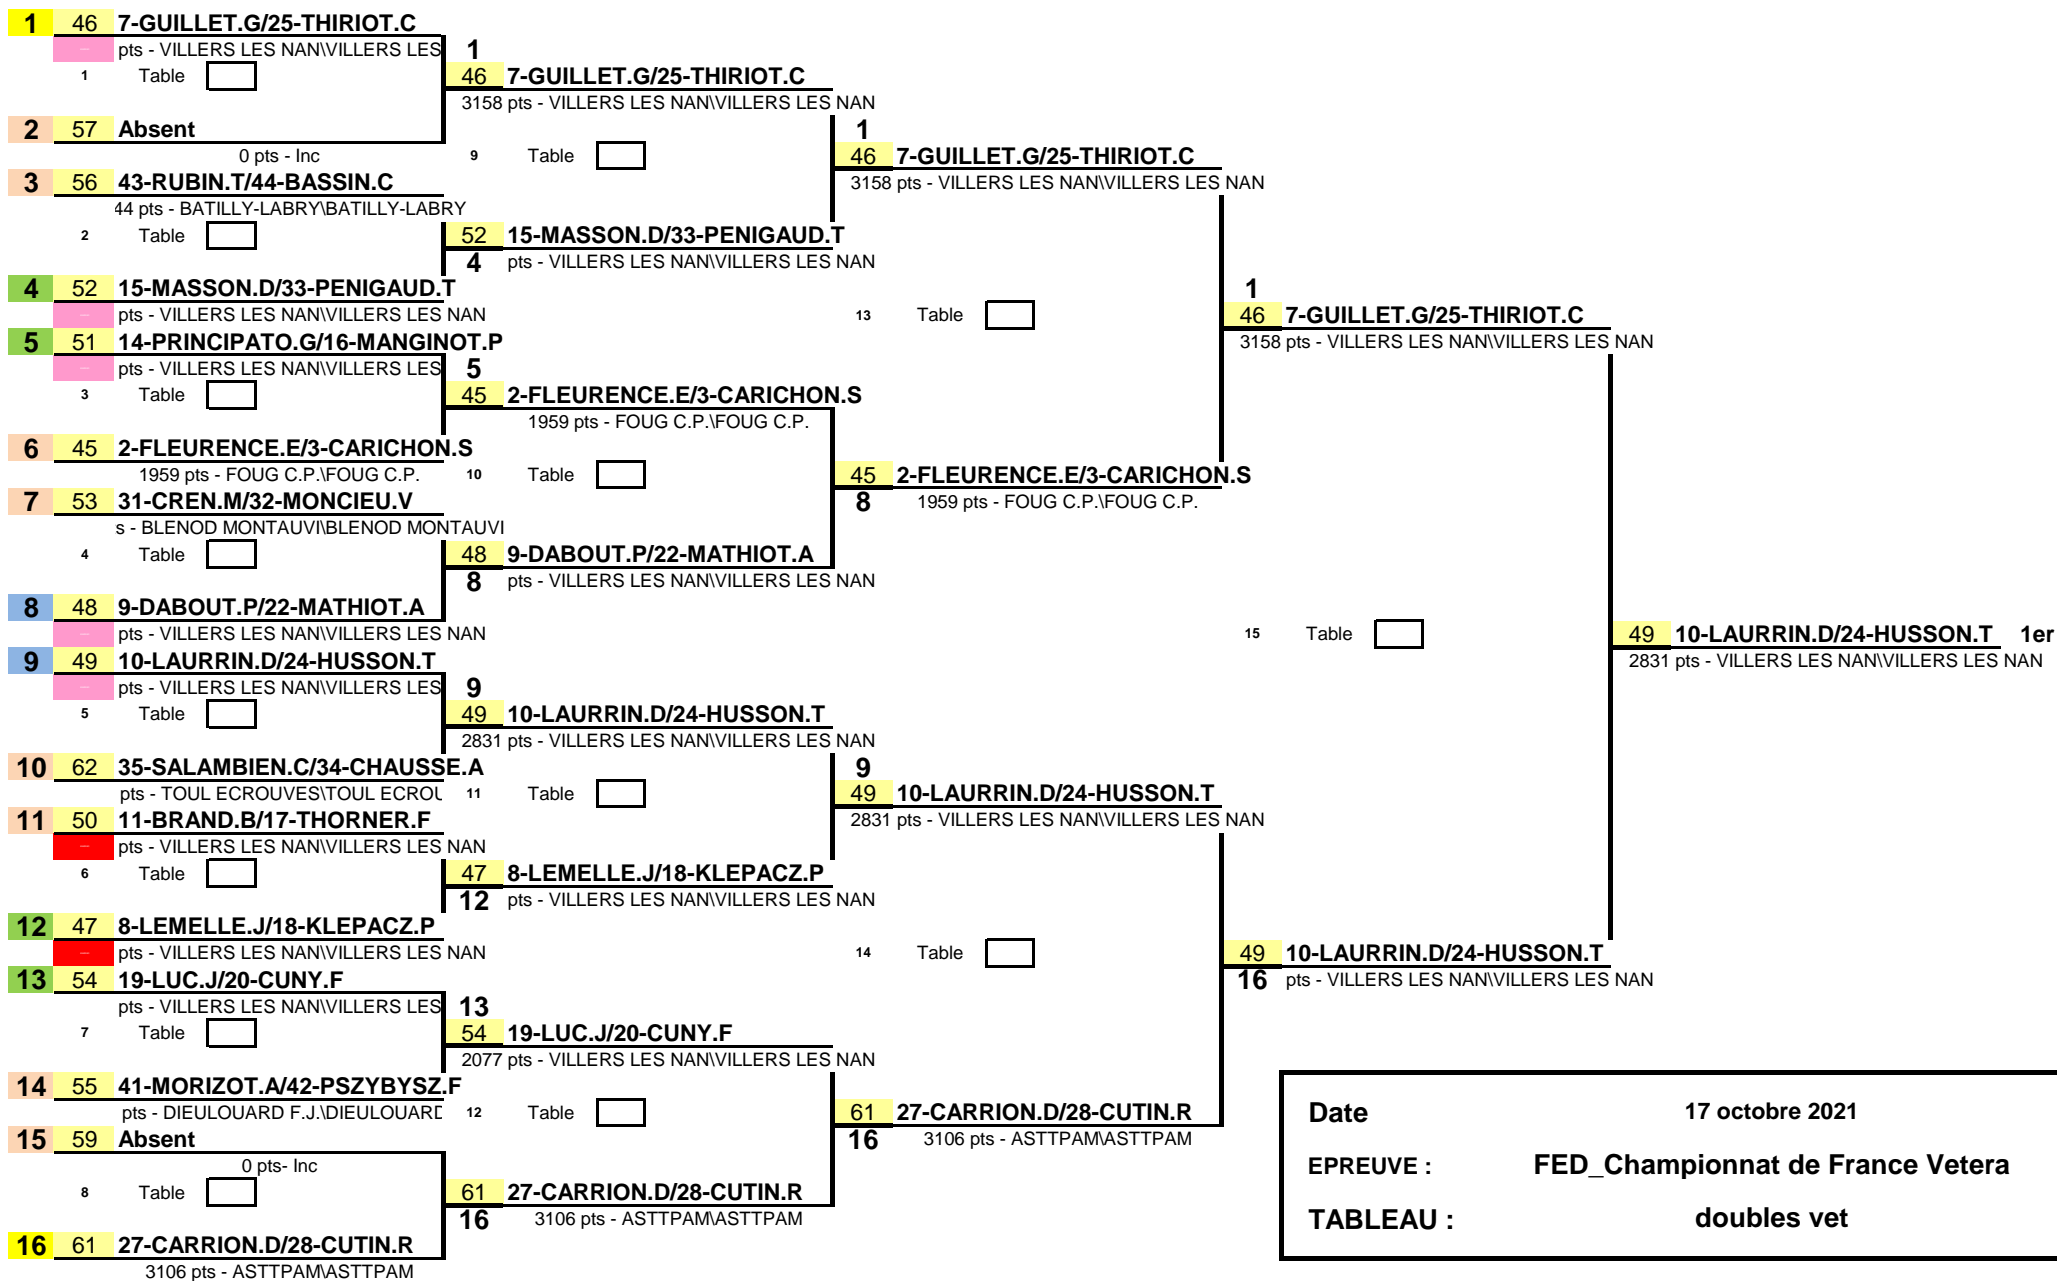 1 46 7-GUILLET.G/25-THIRIOT.C
pts - VILLERS LES NAN\VILLERS LES
1 Table
2 57 Absent
0 pts - Inc
3 56 43-RUBIN.T/44-BASSIN.C
44 pts - BATILLY-LABRY\BATILLY-LABRY
2 Table
4 52 15-MASSON.D/33-PENIGAUD.T
pts - VILLERS LES NAN\VILLERS LES NAN
5 51 14-PRINCIPATO.G/16-MANGINOT.P
pts - VILLERS LES NAN\VILLERS LES
3 Table
6 45 2-FLEURENCE.E/3-CARICHON.S
1959 pts - FOUG C.P.\FOUG C.P.
7 53 31-CREN.M/32-MONCIEU.V
s - BLENOD MONTAUVI\BLENOD MONTAUVI
4 Table
8 48 9-DABOUT.P/22-MATHIOT.A
pts - VILLERS LES NAN\VILLERS LES NAN
9 49 10-LAURRIN.D/24-HUSSON.T
pts - VILLERS LES NAN\VILLERS LES
5 Table
10 62 35-SALAMBIEN.C/34-CHAUSSE.A
pts - TOUL ECROUVES\TOUL ECROU
11 50 11-BRAND.B/17-THORNER.F
pts - VILLERS LES NAN\VILLERS LES NAN
6 Table
12 47 8-LEMELLE.J/18-KLEPACZ.P
pts - VILLERS LES NAN\VILLERS LES NAN
13 54 19-LUC.J/20-CUNY.F
pts - VILLERS LES NAN\VILLERS LES
7 Table
14 55 41-MORIZOT.A/42-PSZYBYSZ.F
pts - DIEULOUARD F.J.\DIEULOUARD
15 59 Absent
0 pts- Inc
8 Table
16 61 27-CARRION.D/28-CUTIN.R
3106 pts - ASTTPAM\ASTTPAM
1
46 7-GUILLET.G/25-THIRIOT.C
3158 pts - VILLERS LES NAN\VILLERS LES NAN
9 Table
52 15-MASSON.D/33-PENIGAUD.T
4 pts - VILLERS LES NAN\VILLERS LES NAN
5
45 2-FLEURENCE.E/3-CARICHON.S
1959 pts - FOUG C.P.\FOUG C.P.
10 Table
48 9-DABOUT.P/22-MATHIOT.A
8 pts - VILLERS LES NAN\VILLERS LES NAN
9
49 10-LAURRIN.D/24-HUSSON.T
2831 pts - VILLERS LES NAN\VILLERS LES NAN
11 Table
47 8-LEMELLE.J/18-KLEPACZ.P
12 pts - VILLERS LES NAN\VILLERS LES NAN
13
54 19-LUC.J/20-CUNY.F
2077 pts - VILLERS LES NAN\VILLERS LES NAN
12 Table
61 27-CARRION.D/28-CUTIN.R
16 3106 pts - ASTTPAM\ASTTPAM
1
46 7-GUILLET.G/25-THIRIOT.C
3158 pts - VILLERS LES NAN\VILLERS LES NAN
13 Table
45 2-FLEURENCE.E/3-CARICHON.S
8 1959 pts - FOUG C.P.\FOUG C.P.
9
49 10-LAURRIN.D/24-HUSSON.T
2831 pts - VILLERS LES NAN\VILLERS LES NAN
14 Table
61 27-CARRION.D/28-CUTIN.R
16 3106 pts - ASTTPAM\ASTTPAM
1
46 7-GUILLET.G/25-THIRIOT.C
3158 pts - VILLERS LES NAN\VILLERS LES NAN
15 Table
49 10-LAURRIN.D/24-HUSSON.T
16 pts - VILLERS LES NAN\VILLERS LES NAN
49 10-LAURRIN.D/24-HUSSON.T 1er
2831 pts - VILLERS LES NAN\VILLERS LES NAN
Date 17 octobre 2021
EPREUVE : FED_Championnat de France Vetera
TABLEAU : doubles vet